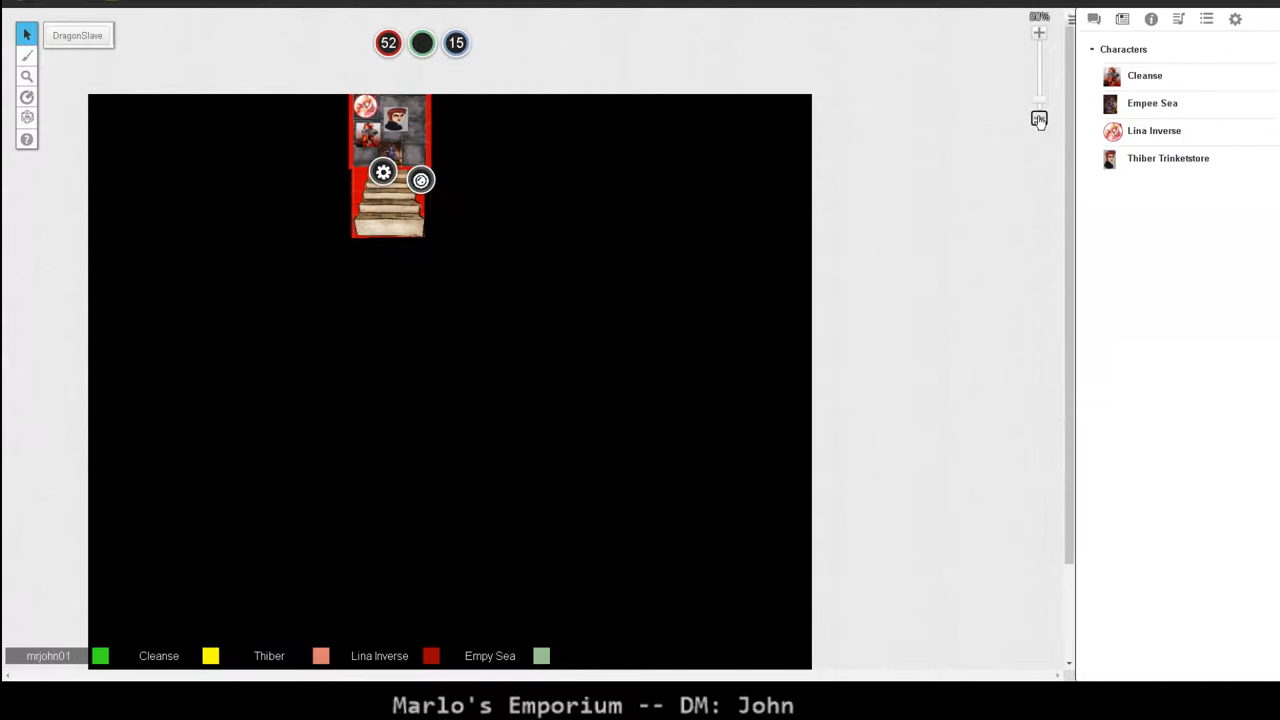 DragonSlave
52
15
Characters
Cleanse
Empee Sea
Lina Inverse
Thiber Trinketstore
mrjohn01
Cleanse
Thiber
Lina Inverse
Empy Sea
Marlo's Emporium -- DM: John